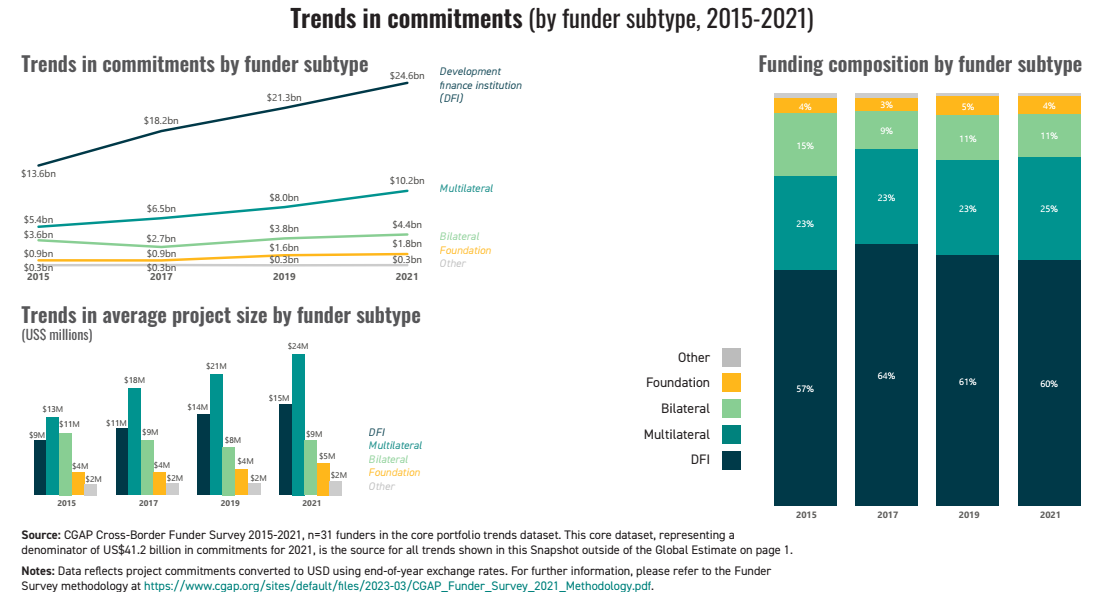 Trends in commitments (by funder subtype, 2015-2021)
Trends in commitments by funder subtype
$24.6bn
$21.3bn
$18.2bn
$13.6bn
Development
finance institution
(DFI)
$10.2bn
$8.0bn
$6.5bn
$5.4bn
Multilateral
$3.6bn
$2.7bn
$3.8bn
$4.4bn
Bilateral
$0.9bn
$0.9bn
$1.6bn
$1.8bn
Foundation
$0.3bn
$0.3bn
$0.3bn
$0.3bn
Other
2015
2017
2019
2021
Trends in average project size by funder subtype
(US$ millions)
$9M
$13M
$11M
$4M
$2M
$11M
$18M
$9M
$4M
$2M
$14M
$21M
$8M
$4M
$2M
$15M
$24M
$9M
$5M
$2M
2015
2017
2019
2021
DFI
Multilateral
Bilateral
Foundation
Other
Funding composition by funder subtype
4%
3%
5%
4%
15%
9%
11%
11%
23%
23%
23%
25%
57%
64%
61%
60%
2015
2017
2019
2021
Other
Foundation
Bilateral
Multilateral
DFI
Source: CGAP Cross-Border Funder Survey 2015-2021, n=31 funders in the core portfolio trends dataset. This core dataset, representing a
denominator of US$41.2 billion in commitments for 2021, is the source for all trends shown in this Snapshot outside of the Global Estimate on page 1.
Notes: Data reflects project commitments converted to USD using end-of-year exchange rates. For further information, please refer to the Funder
Survey methodology at https://www.cgap.org/sites/default/files/2023-03/CGAP_Funder_Survey_2021_Methodology.pdf.